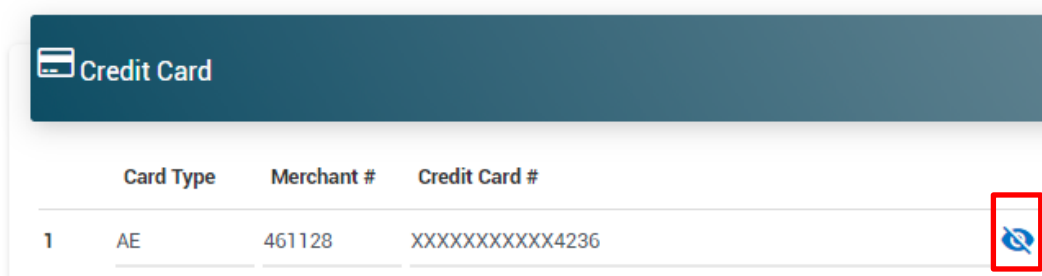 Credit Card
Card Type Merchant # Credit Card #
1 AE 461128 XXXXXXXXXXX4236